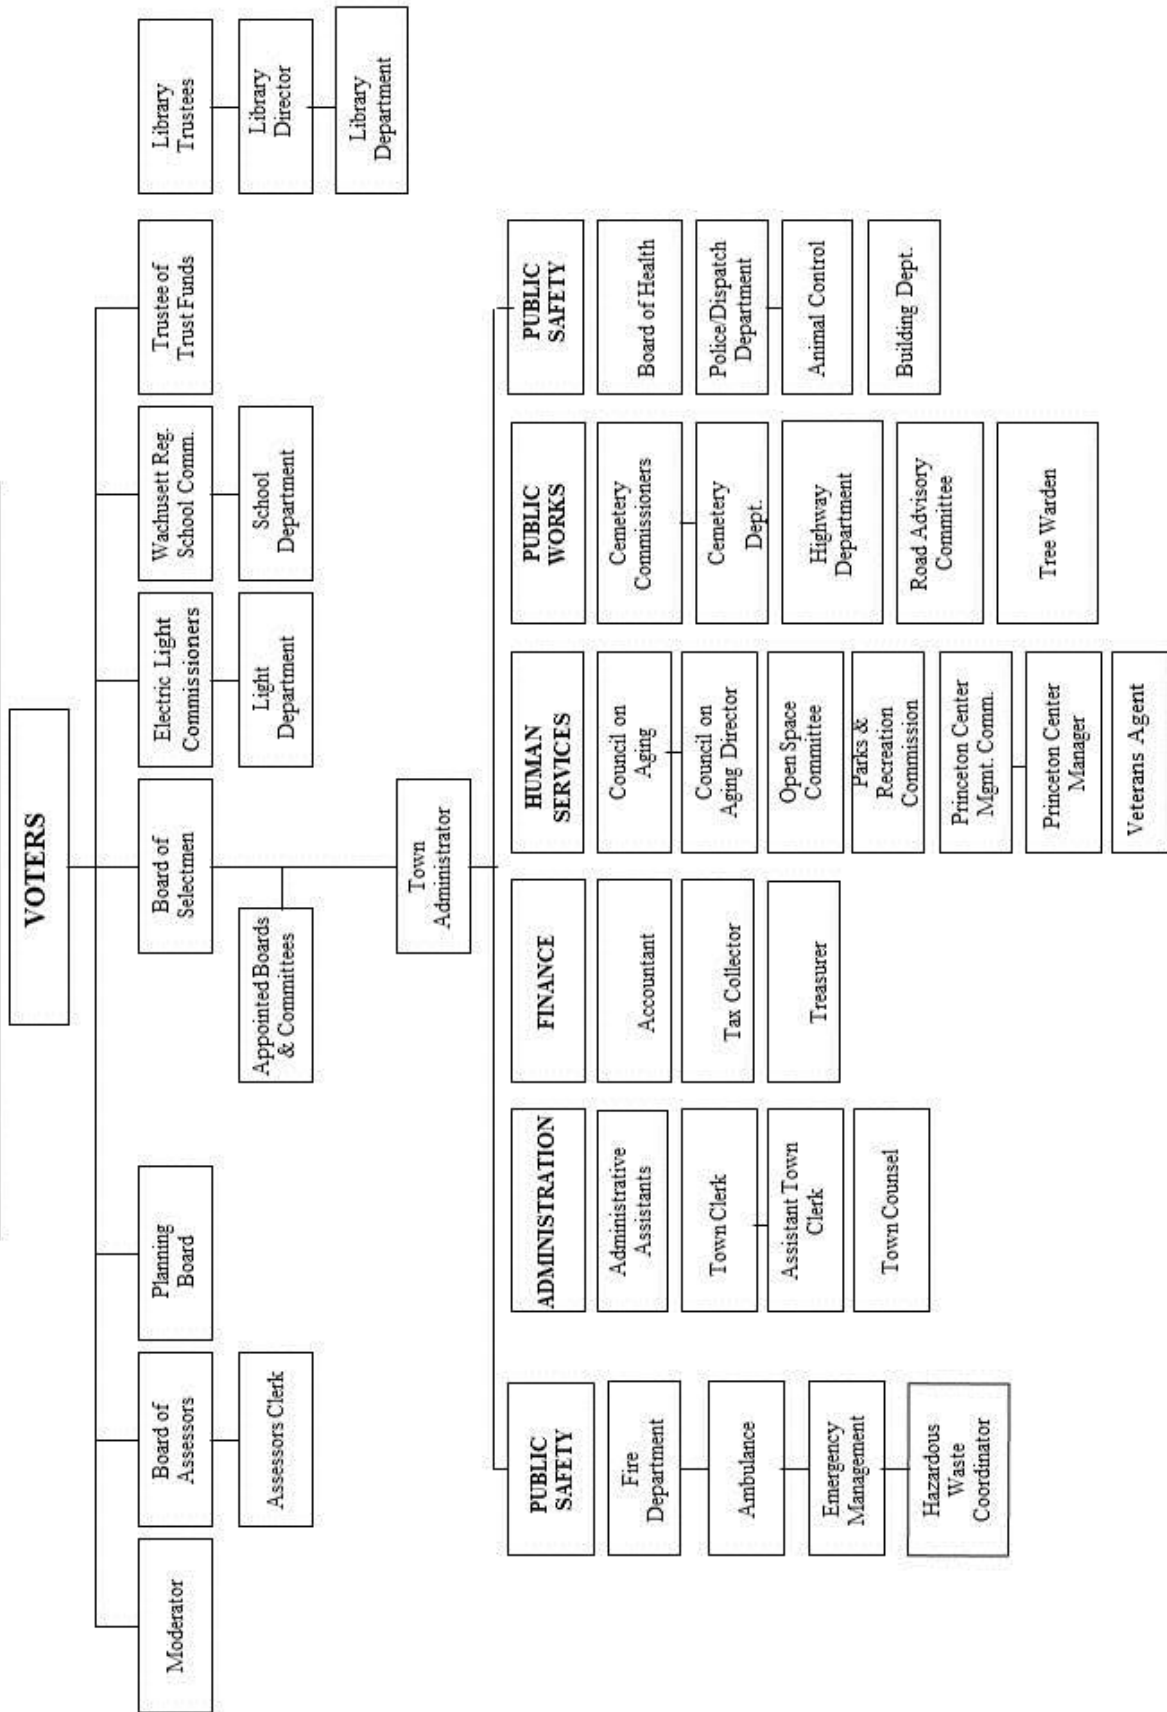 VOTERS
Moderator
Board of
Assessors
Planning
Board
Board of
Selectmen
Electric Light
Commissioners
Wachusett Reg.
School Comm.
Trustee of
Trust Funds
Library
Trustees
Assessors Clerk
Appointed Boards
& Committees
Light
Department
School
Department
Library
Director
Library
Department
Town
Administrator
PUBLIC
SAFETY
Fire
Department
Ambulance
Emergency
Management
Hazardous
Waste
Coordinator
ADMINISTRATION
Administrative
Assistants
Town Clerk
Assistant Town
Clerk
Town Counsel
FINANCE
Accountant
Tax Collector
Treasurer
HUMAN
SERVICES
Council on
Aging
Council on
Aging Director
Open Space
Committee
Parks &
Recreation
Commission
Princeton Center
Mgmt. Comm.
Princeton Center
Manager
Veterans Agent
PUBLIC
WORKS
Cemetery
Commissioners
Cemetery
Dept.
Highway
Department
Road Advisory
Committee
Tree Warden
PUBLIC
SAFETY
Board of Health
Police/Dispatch
Department
Animal Control
Building Dept.